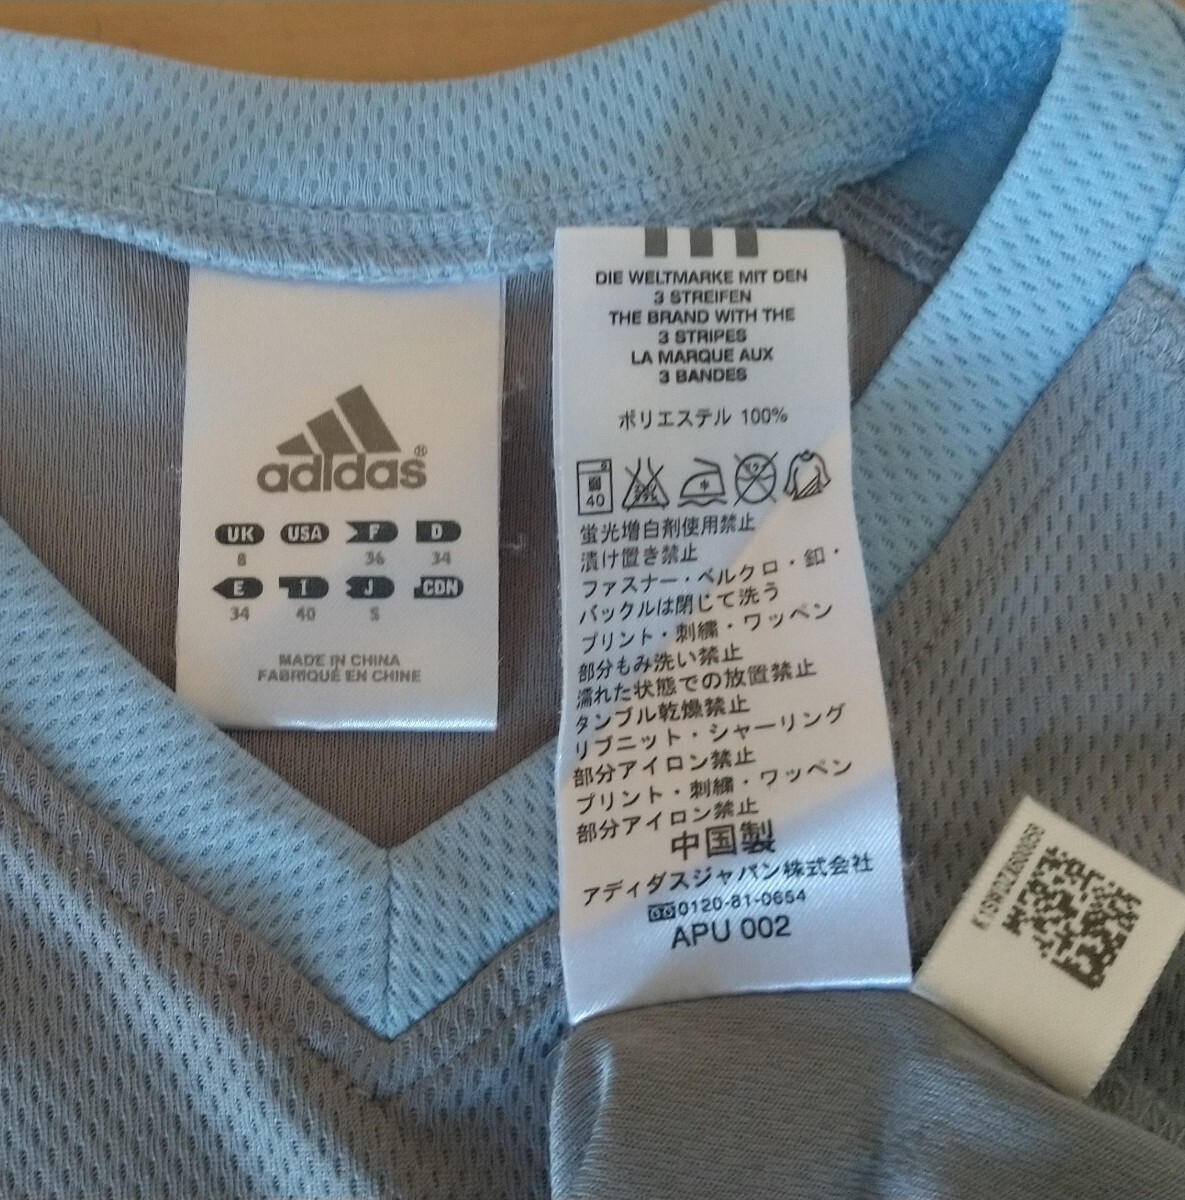 adidas®
UK USA F D
8 36 34
E I J CDN
34 40 S
MADE IN CHINA
FABRIQUÉ EN CHINE
DIE WELTMARKE MIT DEN
3 STREIFEN
THE BRAND WITH THE
3 STRIPES
LA MARQUE AUX
3 BANDES
ポリエステル 100%
40
蛍光増白剤使用禁止
漬け置き禁止
ファスナー・ベルクロ・釦・
バックルは閉じて洗う
プリント・刺繍・ワッペン
部分もみ洗い禁止
濡れた状態での放置禁止
タンブル乾燥禁止
リブニット・シャーリング
部分アイロン禁止
プリント・刺繍・ワッペン
部分アイロン禁止
中国製
アディダスジャパン株式会社
0120-81-0654
APU 002